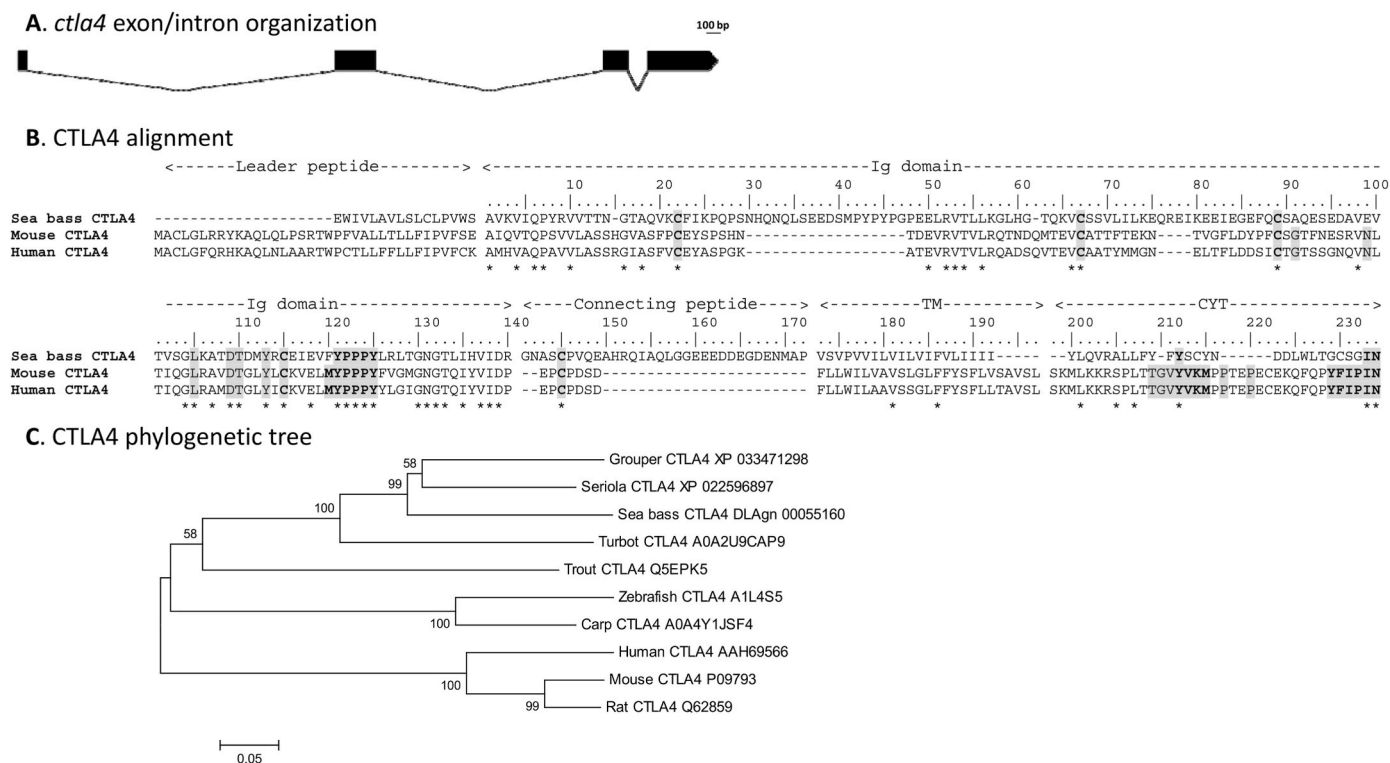 A. ctla4 exon/intron organization
100 bp
B. CTLA4 alignment
<------Leader peptide-------> <-----------------------------------------Ig domain----------------------------------------------
10 20 30 40 50 60 70 80 90 100
Sea bass CTLA4 --------------------EWIVLAVLSLCLPVWS AVKVIQPYRVVTTN-GTAQVKCFIKPQPSNHQNQLSEEDSMPYPYPGPEELRVTLLKGLHG-TQKVCSSVLILKEQREIKEEIEGEFQCSAQESEDAVEV
Mouse CTLA4 MACLGLRRYKAQLQLPSRTWPFVALLTLLFIPVFSE AIQVTQPSVVLASSHGVASFPCEYSPSHN------------------TDEVRVTVLRQTNDQMTEVCATTFTEKN----TVGFLDYPFCSGTFNESRVNL
Human CTLA4 MACLGFQRHKAQLNLAARTWPCTLLFFLLFIPVFCK AMHVAQPAVVLASSRGIASFVCEYASPGK------------------ATEVRVTVLRQADSQVTEVCAATYMMGN----ELTFLDDSICTGTSSGNQVNL
* * ** * * * * * **** * ** * *
-------Ig domain----------------> <-----Connecting peptide-----> <-----------TM-----------> <---------------CYT--------------->
110 120 130 140 150 160 170 180 190 200 210 220 230
Sea bass CTLA4 TVSGLKATDTDMYRCEIEVFYPPPYLRLTGNGTLIHVIDR GNASCPVQEAHRQIAQLGGEEEDDEGDENMAP VSVPVVILVILVIFVLIIII----- -YLQVRALLFY-FYSCYN----DDLWLTGCSGIN
Mouse CTLA4 TIQGLRAVDTGLYLCKVELMYPPPYFVGMGNGTQIYVIDP -EPCPDSD FLLWILVAVSLGLFFYSFLVSAVSL SKMLKKRSPLTTGVYVKMPPTEPECEKQFQPYFIPIN
Human CTLA4 TIQGLRAMDTGLYICKVELMYPPPYYLGIGNGTQIYVIDP -EPCPDSD FLLWILAAVSSGLFFYSFLLTAVSL SKMLKKRSPLTTGVYVKMPPTEPECEKQFQPYFIPIN
** * ** * * * ***** **** * *** * * * * * * * **
C. CTLA4 phylogenetic tree
Grouper CTLA4 XP 033471298
58
Seriola CTLA4 XP 022596897
99
Sea bass CTLA4 DLAgn 00055160
100
Turbot CTLA4 A0A2U9CAP9
58
Trout CTLA4 Q5EPK5
Zebrafish CTLA4 A1L4S5
100
Carp CTLA4 A0A4Y1JSF4
Human CTLA4 AAH69566
100
Mouse CTLA4 P09793
99
Rat CTLA4 Q62859
0.05